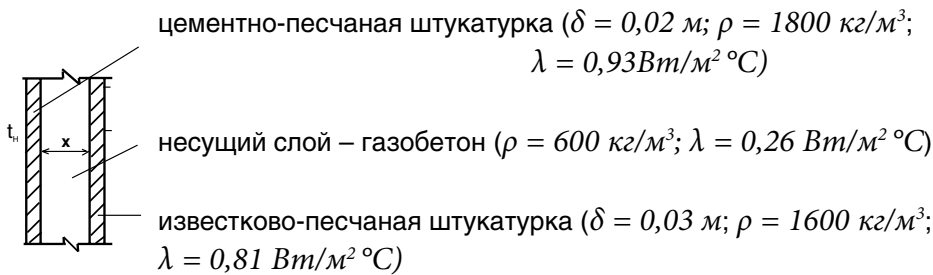 цементно-песчаная штукатурка (δ = 0,02 м; ρ = 1800 кг/м³;
λ = 0,93Вт/м² °С)
tн
x
несущий слой – газобетон (ρ = 600 кг/м³; λ = 0,26 Вт/м² °С)
известково-песчаная штукатурка (δ = 0,03 м; ρ = 1600 кг/м³;
λ = 0,81 Вт/м² °С)